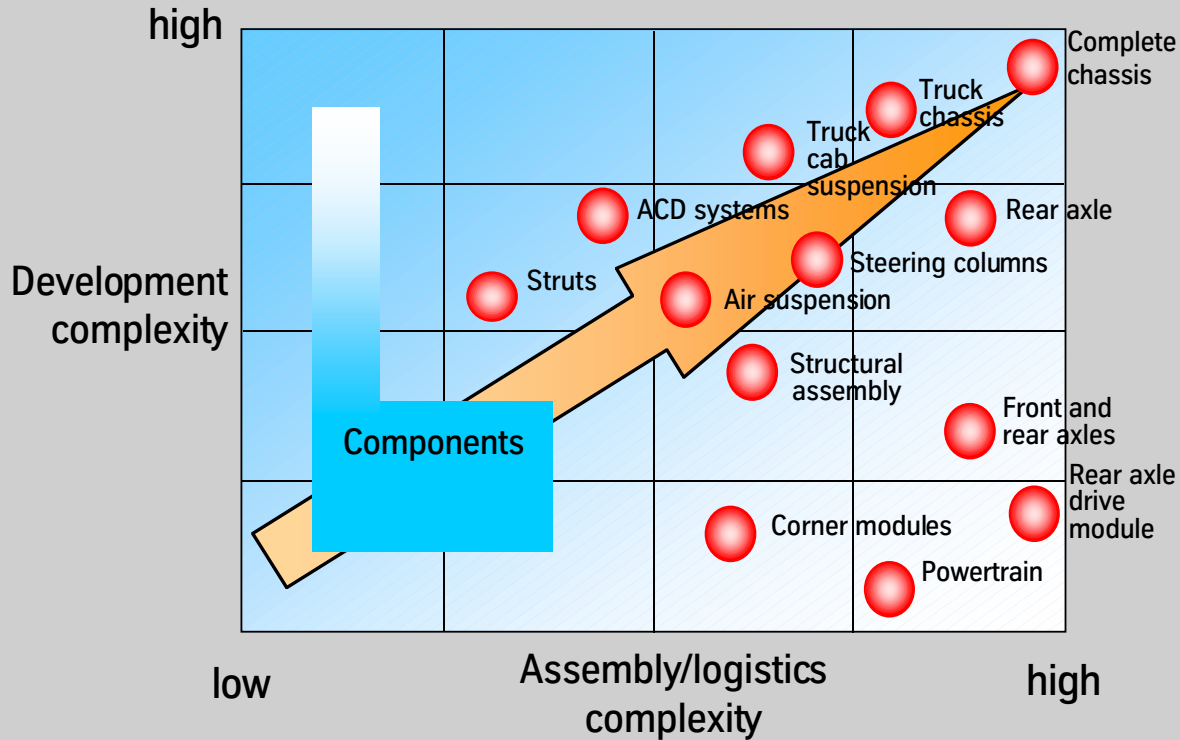 high
Complete
chassis
Truck
chassis
Truck
cab
suspension
ACD systems
Rear axle
Steering columns
Struts
Air suspension
Development
complexity
Structural
assembly
Front and
rear axles
Components
Rear axle
drive
module
Corner modules
Powertrain
low
Assembly/logistics
complexity
high